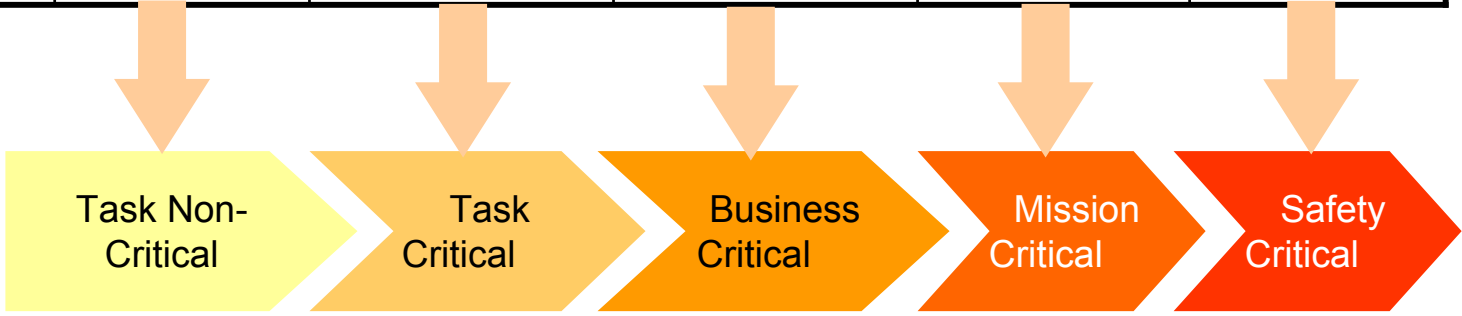 Task Non-
Critical
Task
Critical
Business
Critical
Mission
Critical
Safety
Critical